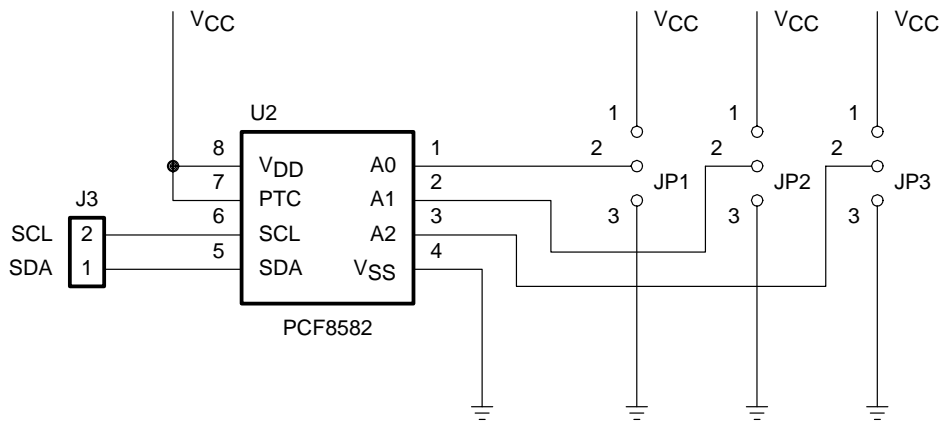 VCC VCC VCC VCC
U2
1 1 1
8 VDD A0 1 2 2 2
7 PTC A1 2 JP1 JP2 JP3
J3
6 SCL A2 3 3 3 3
SCL 2
5 SDA VSS 4
SDA 1
PCF8582